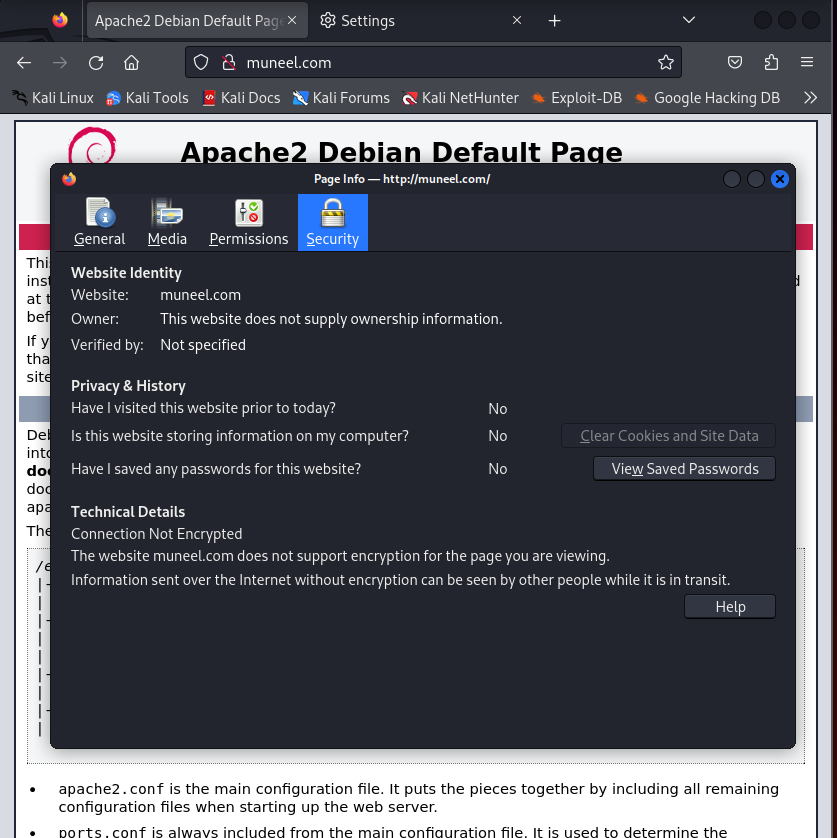 Apache2 Debian Default Page
Settings
muneel.com
Kali Linux Kali Tools Kali Docs Kali Forums Kali NetHunter Exploit-DB Google Hacking DB
Apache2 Debian Default Page
Page Info — http://muneel.com/
General Media Permissions Security
Website Identity
Website: muneel.com
Owner: This website does not supply ownership information.
Verified by: Not specified
Privacy & History
Have I visited this website prior to today? No
Is this website storing information on my computer? No Clear Cookies and Site Data
Have I saved any passwords for this website? No View Saved Passwords
Technical Details
Connection Not Encrypted
The website muneel.com does not support encryption for the page you are viewing.
Information sent over the Internet without encryption can be seen by other people while it is in transit.
Help
• apache2.conf is the main configuration file. It puts the pieces together by including all remaining
configuration files when starting up the web server.
• ports.conf is always included from the main configuration file. It is used to determine the